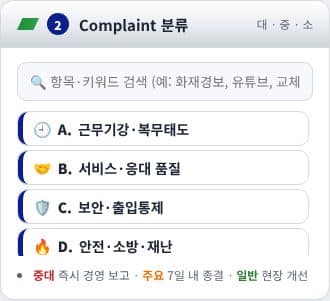 2 Complaint 분류 대 · 중 · 소
항목·키워드 검색 (예: 화재경보, 유튜브, 교체
A. 근무기강·복무태도
B. 서비스·응대 품질
C. 보안·출입통제
D. 안전·소방·재난
• 중대 즉시 경영 보고 · 주요 7일 내 종결 · 일반 현장 개선